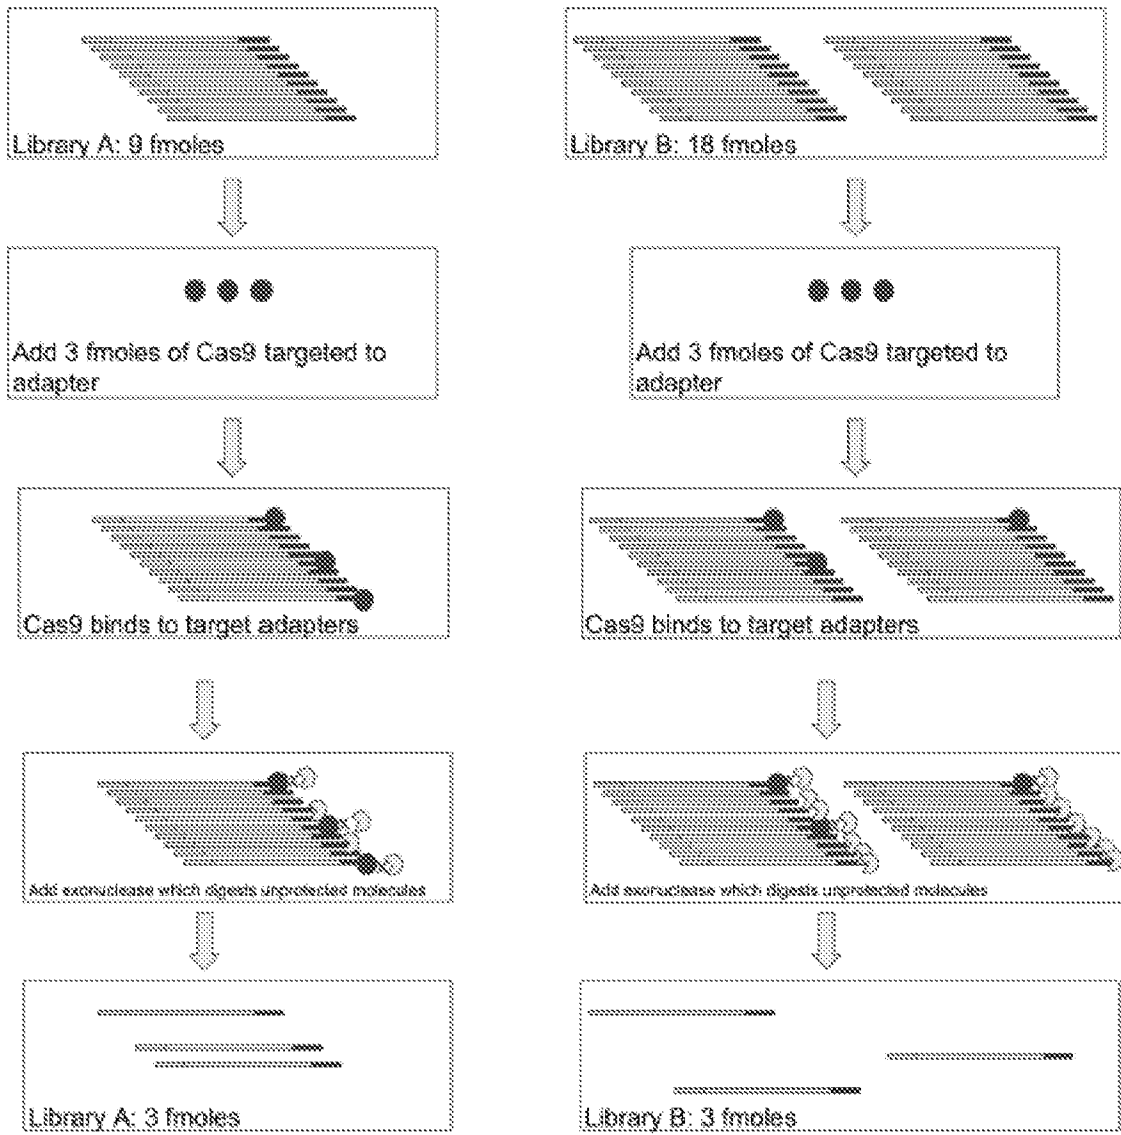 Library A: 9 fmoles
Library B: 18 fmoles
Add 3 fmoles of Cas9 targeted to
adapter
Add 3 fmoles of Cas9 targeted to
adapter
Cas9 binds to target adapters
Cas9 binds to target adapters
Add exonuclease which digests unprotected molecules
Add exonuclease which digests unprotected molecules
Library A: 3 fmoles
Library B: 3 fmoles